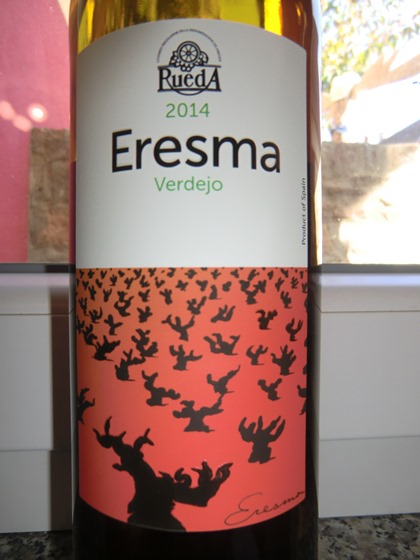 RuedA
2014
Eresma
Verdejo
Product of Spain
Eresma